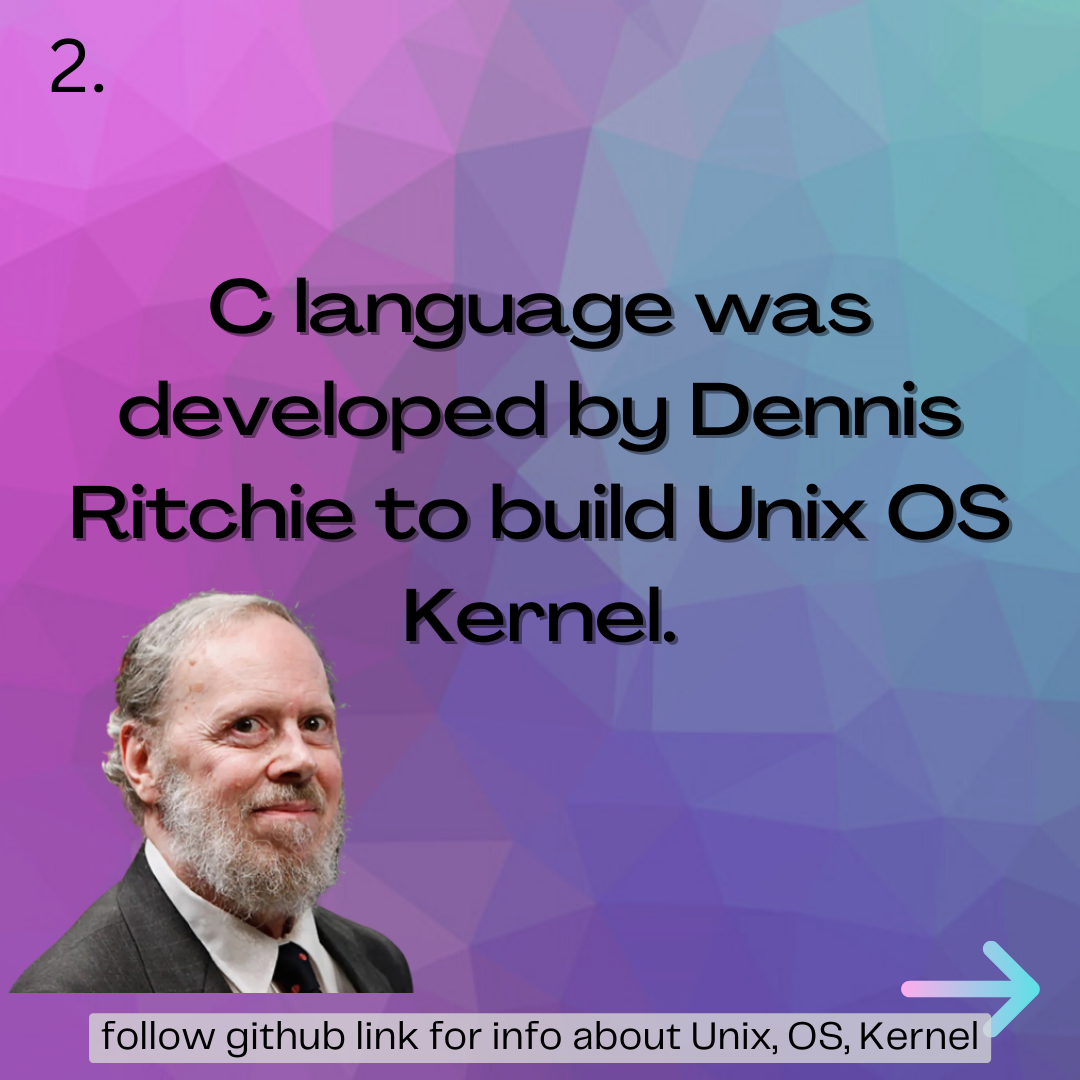 2.
C language was
developed by Dennis
Ritchie to build Unix OS
Kernel.
follow github link for info about Unix, OS, Kernel